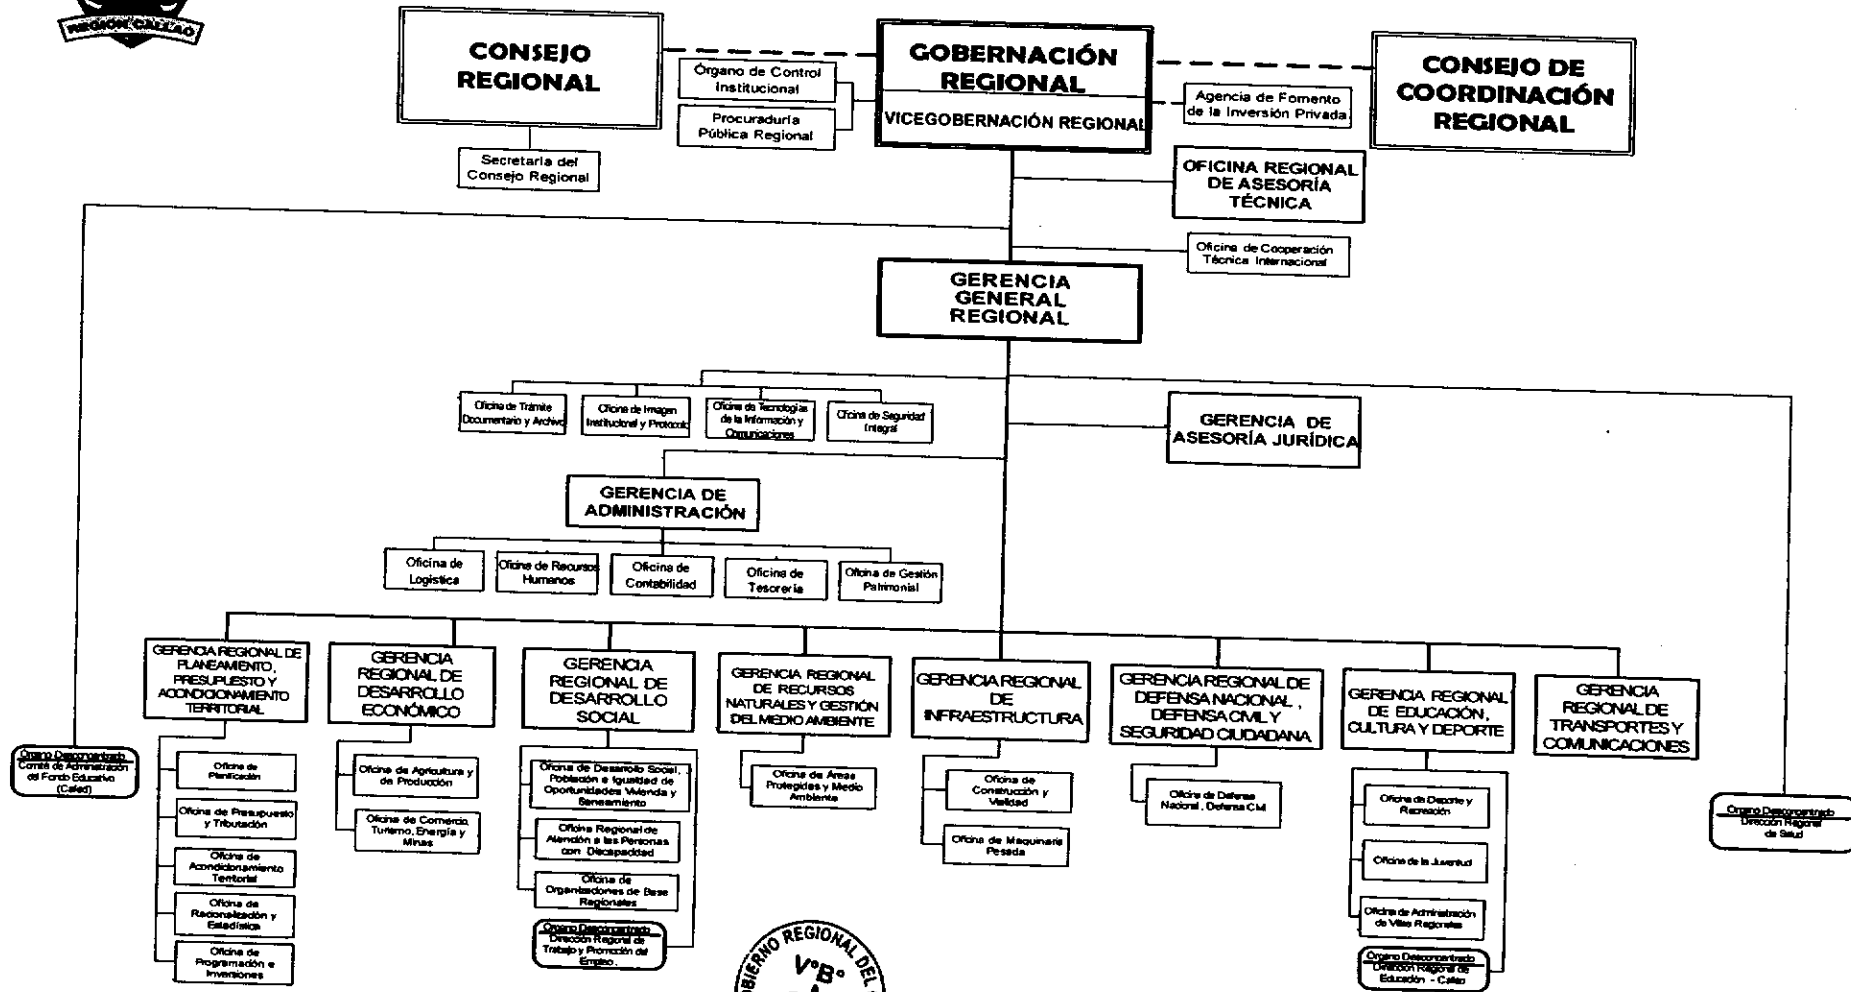 REGION CALLAO
CONSEJO
REGIONAL
GOBERNACIÓN
REGIONAL
VICEGOBERNACIÓN REGIONAL
CONSEJO DE
COORDINACIÓN
REGIONAL
Órgano de Control
Institucional
Procuraduría
Pública Regional
Agencia de Fomento
de la Inversión Privada
Secretaria del
Consejo Regional
OFICINA REGIONAL
DE ASESORÍA
TÉCNICA
Oficina de Cooperación
Técnica Internacional
GERENCIA
GENERAL
REGIONAL
Oficina de Trámite
Documentario y Archivo
Oficina de Imagen
Institucional y Protocolo
Oficina de Tecnologías
de la Información y
Comunicaciones
Oficina de Seguridad
Integral
GERENCIA DE
ASESORÍA JURÍDICA
GERENCIA DE
ADMINISTRACIÓN
Oficina de
Logística
Oficina de Recursos
Humanos
Oficina de
Contabilidad
Oficina de
Tesorería
Oficina de Gestión
Patrimonial
GERENCIA REGIONAL DE
PLANEAMIENTO,
PRESUPUESTO Y
ACONDICIONAMIENTO
TERRITORIAL
GERENCIA
REGIONAL DE
DESARROLLO
ECONÓMICO
GERENCIA
REGIONAL DE
DESARROLLO
SOCIAL
GERENCIA REGIONAL
DE RECURSOS
NATURALES Y GESTIÓN
DEL MEDIO AMBIENTE
GERENCIA REGIONAL
DE
INFRAESTRUCTURA
GERENCIA REGIONAL DE
DEFENSA NACIONAL,
DEFENSA CIVIL Y
SEGURIDAD CIUDADANA
GERENCIA REGIONAL
DE EDUCACIÓN,
CULTURA Y DEPORTE
GERENCIA
REGIONAL DE
TRANSPORTES Y
COMUNICACIONES
Órgano Desconcentrado
Comité de Administración
del Fondo Educativo
(Cafed)
Oficina de
Planificación
Oficina de Presupuesto
y Tributación
Oficina de
Acondicionamiento
Territorial
Oficina de
Racionalización y
Estadística
Oficina de
Programación e
Inversiones
Oficina de Agricultura y
de Producción
Oficina de Comercio,
Turismo, Energía y
Minas
Oficina de Desarrollo Social,
Población e Igualdad de
Oportunidades Vivienda y
Saneamiento
Oficina Regional de
Atención a las Personas
con Discapacidad
Oficina de
Organizaciones de Base
Regionales
Órgano Desconcentrado
Dirección Regional de
Trabajo y Promoción del
Empleo.
Oficina de Áreas
Protegidas y Medio
Ambiente
Oficina de
Construcción y
Vialidad
Oficina de Maquinaria
Pesada
Oficina de Defensa
Nacional, Defensa Civil
Oficina de Deporte y
Recreación
Oficina de la Juventud
Oficina de Administración
de Villas Regionales
Órgano Desconcentrado
Dirección Regional de
Educación - Callao
Órgano Desconcentrado
Dirección Regional
de Salud
GOBIERNO REGIONAL DEL
V°B°